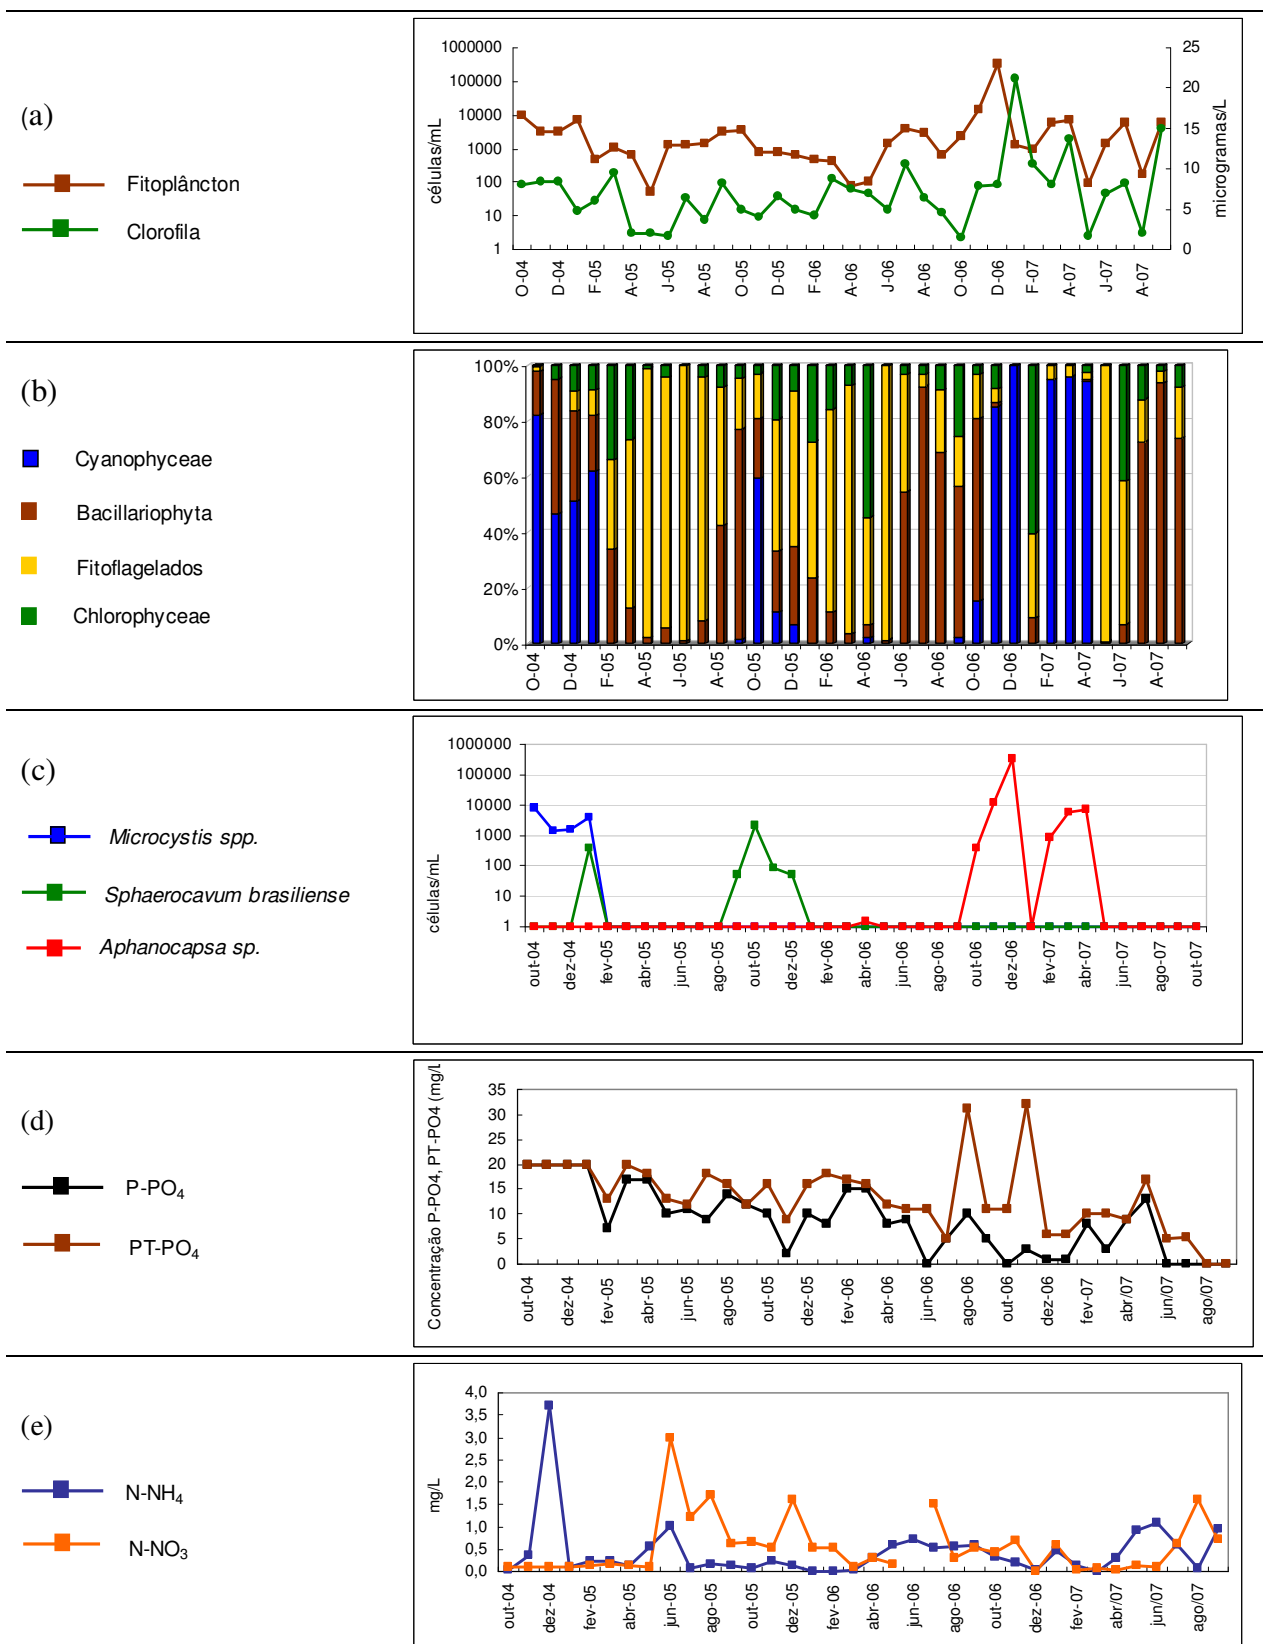 (a)
Fitoplâncton
Clorofila
células/mL
1000000
100000
10000
1000
100
10
1
25
20
15
10
5
0
microgramas/L
O-04
D-04
F-05
A-05
J-05
A-05
O-05
D-05
F-06
A-06
J-06
A-06
O-06
D-06
F-07
A-07
J-07
A-07
(b)
Cyanophyceae
Bacillariophyta
Fitoflagelados
Chlorophyceae
100%
80%
60%
40%
20%
0%
O-04
D-04
F-05
A-05
J-05
A-05
O-05
D-05
F-06
A-06
J-06
A-06
O-06
D-06
F-07
A-07
J-07
A-07
(c)
Microcystis spp.
Sphaerocavum brasiliense
Aphanocapsa sp.
células/mL
1000000
100000
10000
1000
100
10
1
out-04
dez-04
fev-05
abr-05
jun-05
ago-05
out-05
dez-05
fev-06
abr-06
jun-06
ago-06
out-06
dez-06
fev-07
abr-07
jun-07
ago-07
out-07
(d)
P-PO4
PT-PO4
Concentração P-PO4, PT-PO4 (mg/L
35
30
25
20
15
10
5
0
out-04
dez-04
fev-05
abr-05
jun-05
ago-05
out-05
dez-05
fev-06
abr-06
jun-06
ago-06
out-06
dez-06
fev-07
abr/07
jun/07
ago/07
(e)
N-NH4
N-NO3
mg/L
4,0
3,5
3,0
2,5
2,0
1,5
1,0
0,5
0,0
out-04
dez-04
fev-05
abr-05
jun-05
ago-05
out-05
dez-05
fev-06
abr-06
jun-06
ago-06
out-06
dez-06
fev-07
abr/07
jun/07
ago/07